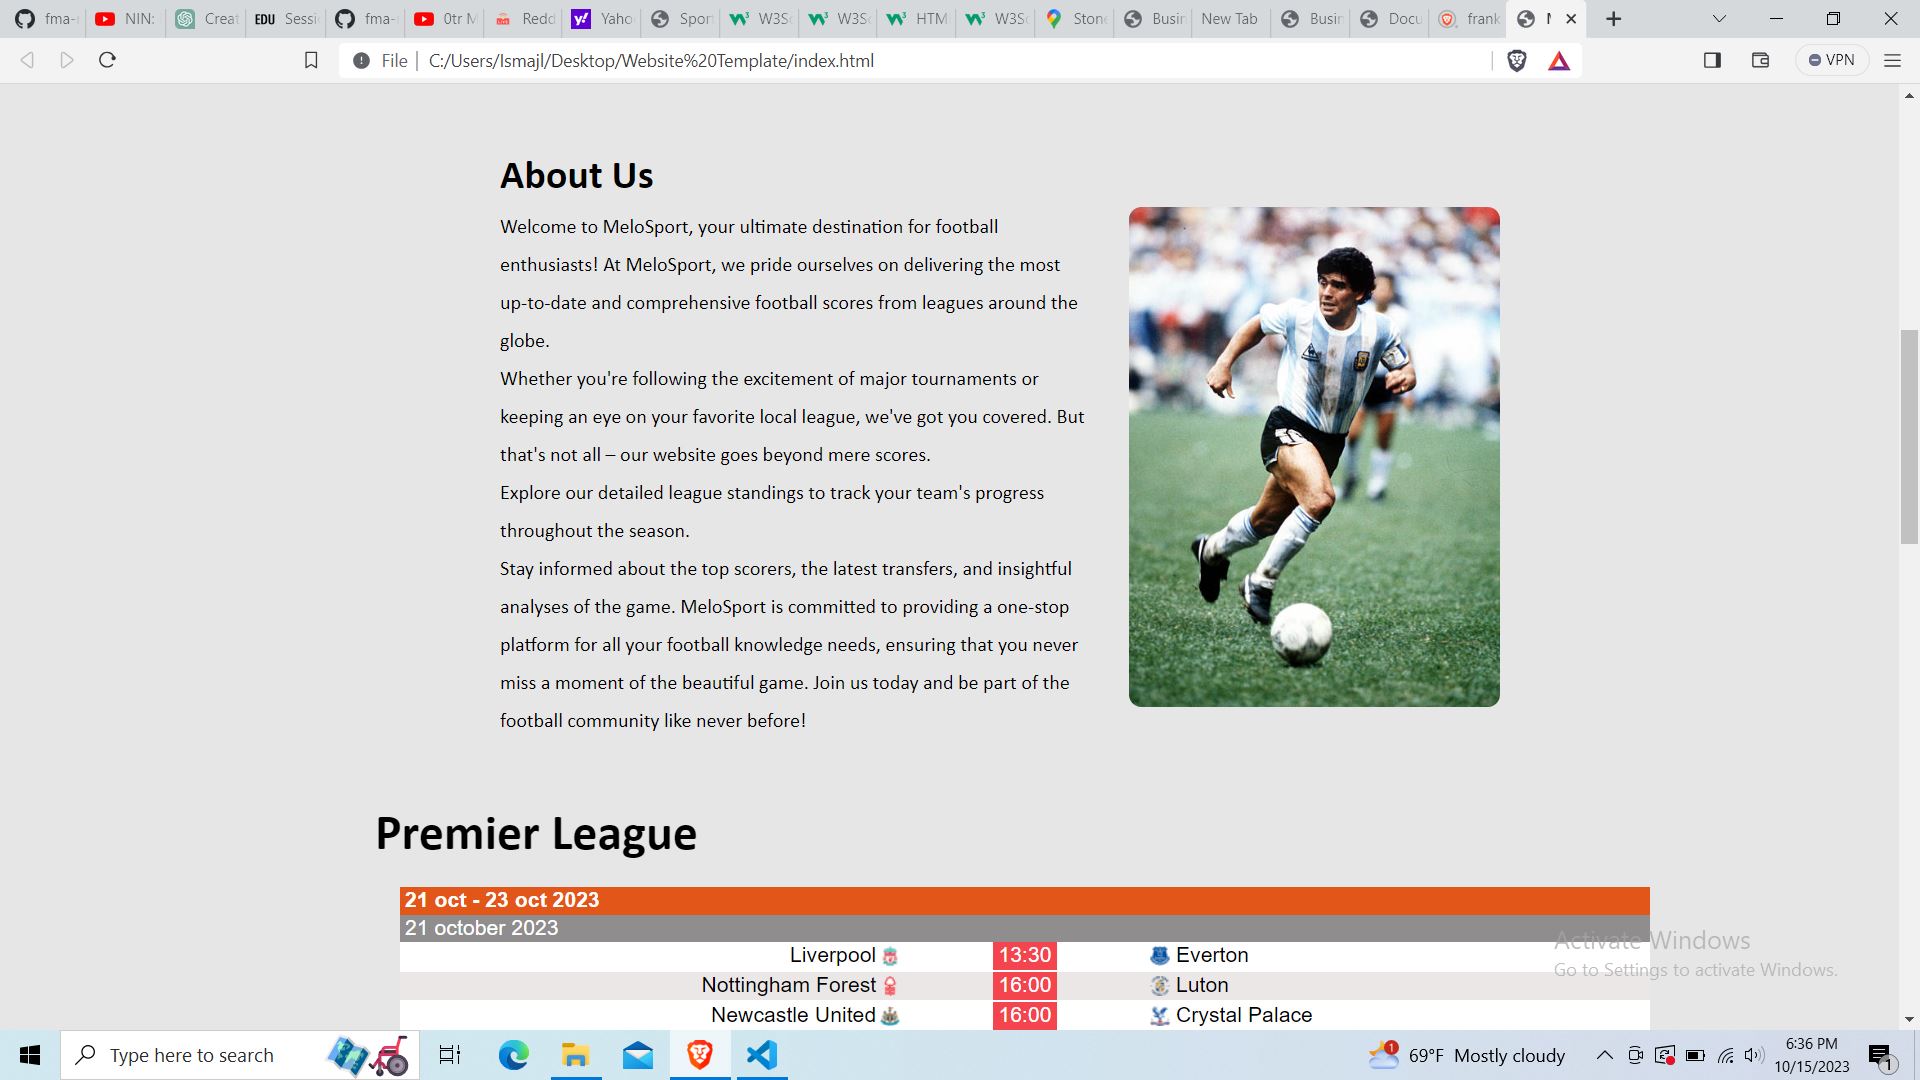 fma-
NIN:
Creat
EDU Sessi
fma-
0tr M
Redd
Yaho
Spor
W3Sc
W3Sc
HTM
W3Sc
Stone
Busin
New Tab
Busin
Docu
frank
File | C:/Users/Ismajl/Desktop/Website%20Template/index.html
VPN
About Us
Welcome to MeloSport, your ultimate destination for football
enthusiasts! At MeloSport, we pride ourselves on delivering the most
up-to-date and comprehensive football scores from leagues around the
globe.
Whether you're following the excitement of major tournaments or
keeping an eye on your favorite local league, we've got you covered. But
that's not all – our website goes beyond mere scores.
Explore our detailed league standings to track your team's progress
throughout the season.
Stay informed about the top scorers, the latest transfers, and insightful
analyses of the game. MeloSport is committed to providing a one-stop
platform for all your football knowledge needs, ensuring that you never
miss a moment of the beautiful game. Join us today and be part of the
football community like never before!
Premier League
21 oct - 23 oct 2023
21 october 2023
Liverpool 13:30 Everton
Nottingham Forest 16:00 Luton
Newcastle United 16:00 Crystal Palace
Activate Windows
Go to Settings to activate Windows.
Type here to search
1
69°F Mostly cloudy
6:36 PM
10/15/2023
1